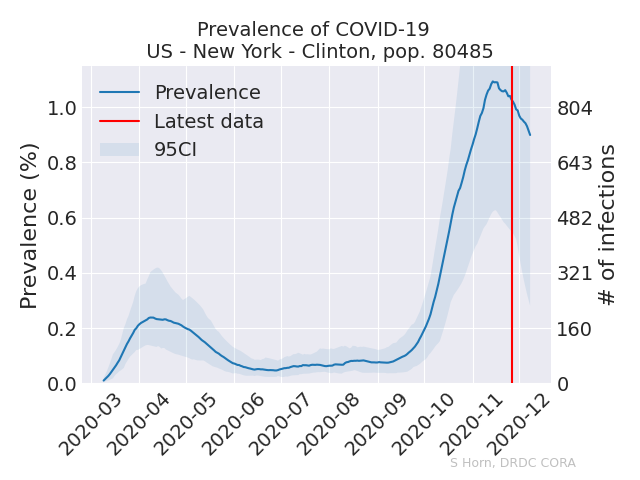 Prevalence of COVID-19
US - New York - Clinton, pop. 80485
Prevalence
Latest data
95CI
Prevalence (%)
1.0
0.8
0.6
0.4
0.2
0.0
804
643
482
321
160
0
# of infections
2020-03
2020-04
2020-05
2020-06
2020-07
2020-08
2020-09
2020-10
2020-11
2020-12
S Horn, DRDC CORA